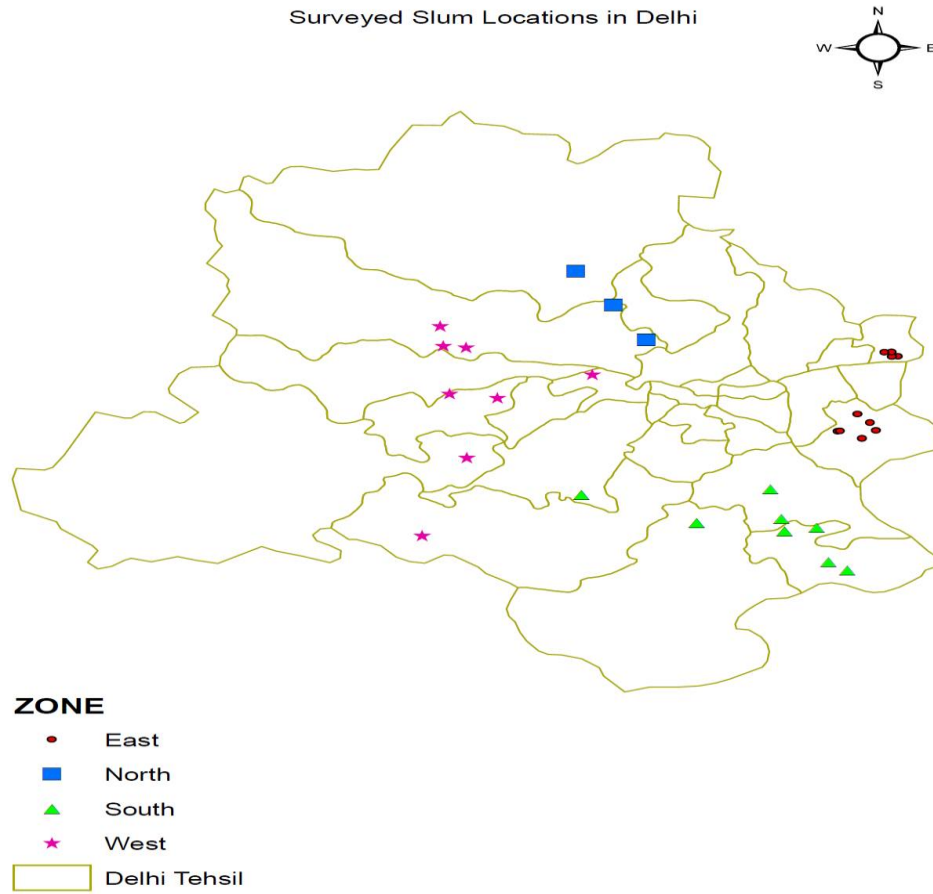 Surveyed Slum Locations in Delhi
N
W E
S
ZONE
East
North
South
West
Delhi Tehsil